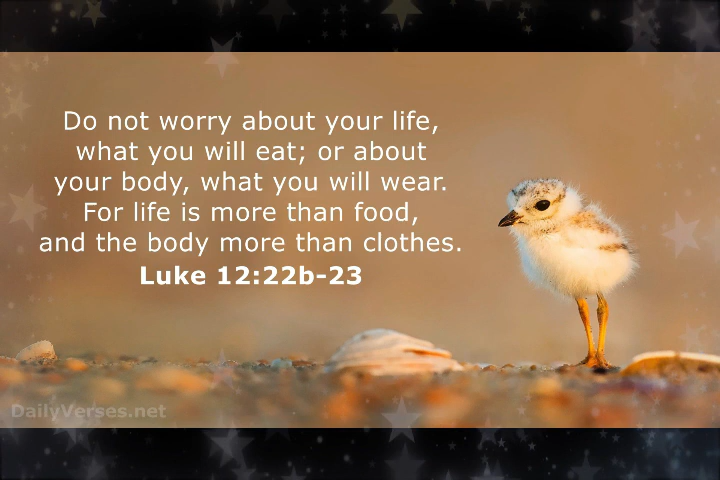 Do not worry about your life,
what you will eat; or about
your body, what you will wear.
For life is more than food,
and the body more than clothes.
Luke 12:22b-23
DailyVerses.net